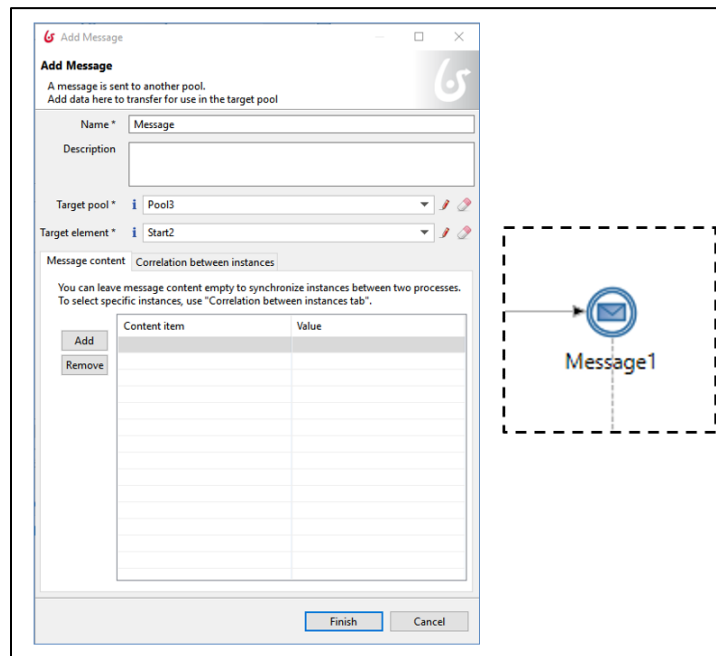 Add Message
Add Message
A message is sent to another pool.
Add data here to transfer for use in the target pool
Name * Message
Description
Target pool * i Pool3
Target element * i Start2
Message content Correlation between instances
You can leave message content empty to synchronize instances between two processes.
To select specific instances, use "Correlation between instances tab".
Content item Value
Add
Remove
Finish Cancel
Message1